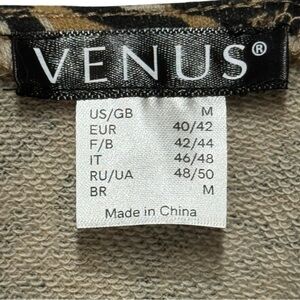 VENUS®
US/GB M
EUR 40/42
F/B 42/44
IT 46/48
RU/UA 48/50
BR M
Made in China